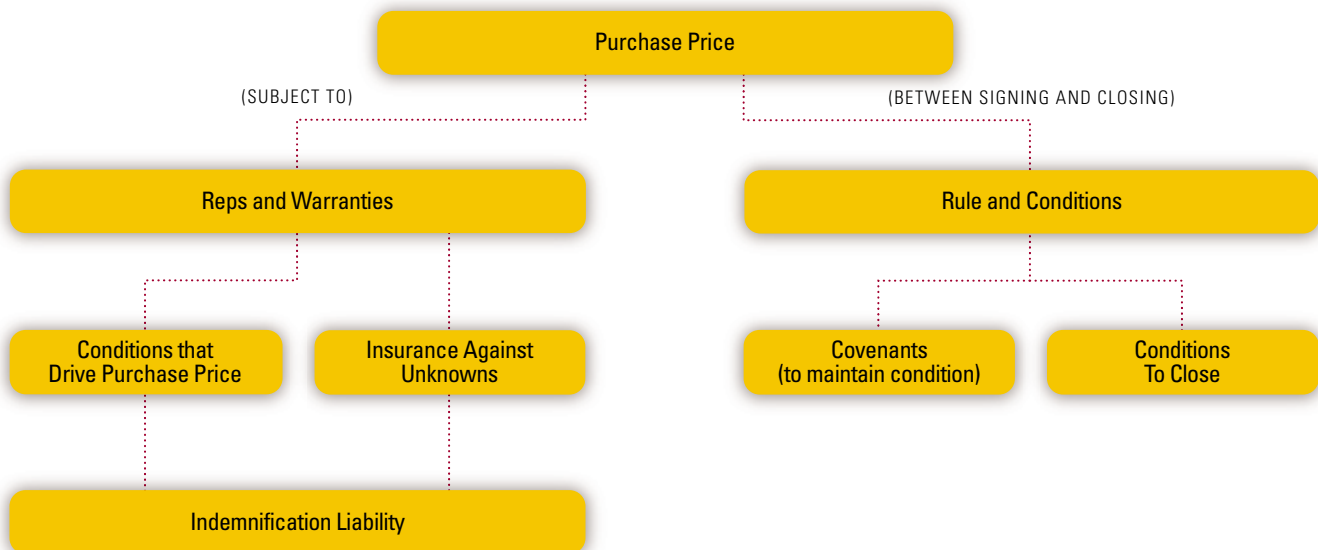 Purchase Price
(SUBJECT TO)
(BETWEEN SIGNING AND CLOSING)
Reps and Warranties
Rule and Conditions
Conditions that
Drive Purchase Price
Insurance Against
Unknowns
Covenants
(to maintain condition)
Conditions
To Close
Indemnification Liability